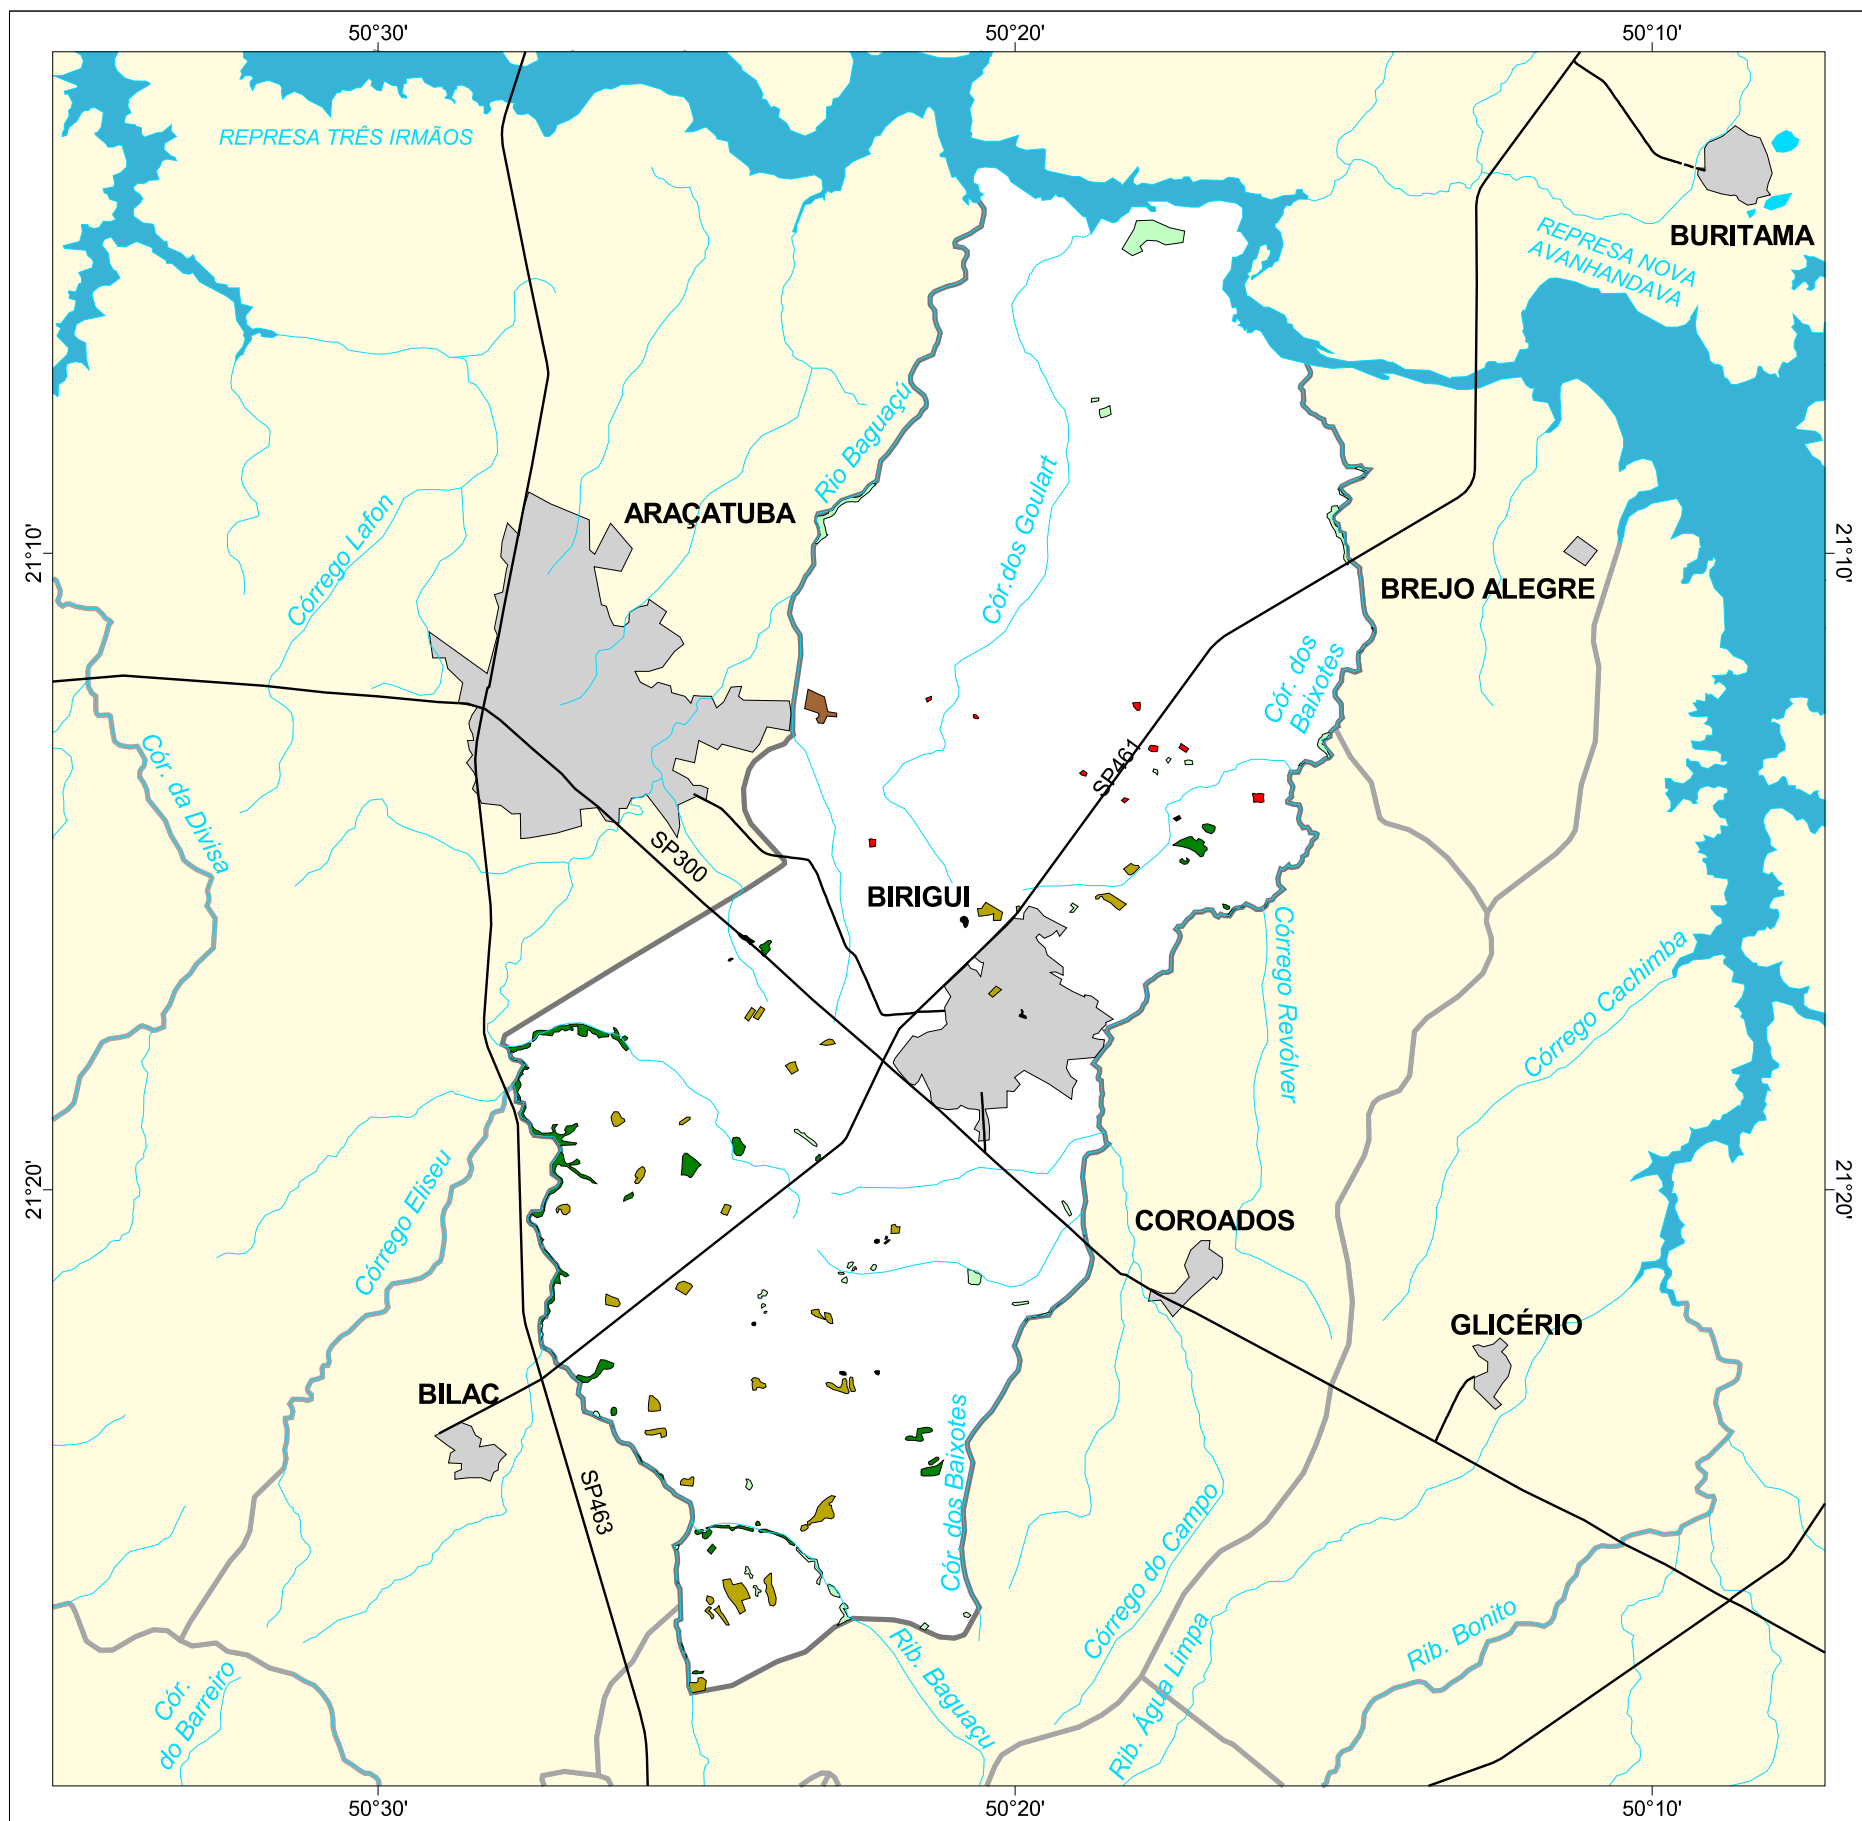 50°30'
50°20'
50°10'
REPRESA TRÊS IRMÃOS
BURITAMA
REPRESA NOVA
AVANHANDAVA
Rio Baguaçú
ARAÇATUBA
Cór.dos Goulart
Córrego Lafon
21°10'
21°10'
BREJO ALEGRE
Cór. dos
Baixotes
Cór. da Divisa
SP461
SP300
BIRIGUI
Córrego Revólver
Córrego Cachimba
Córrego Eliseu
21°20'
21°20'
COROADOS
GLICÉRIO
BILAC
SP463
Cór. dos Baixotes
Córrego do Campo
Rib. Baguaçu
Rib. Água Limpa
Rib. Bonito
Cór.
do Barreiro
50°30'
50°20'
50°10'